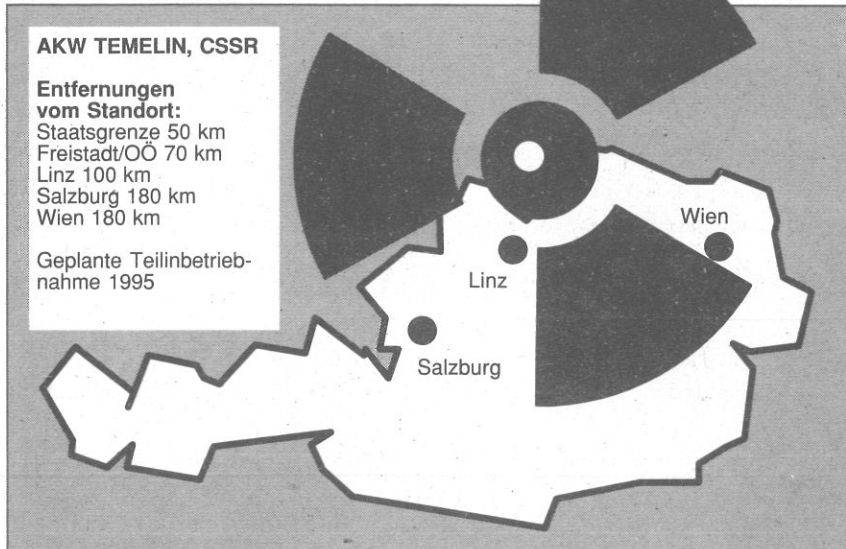 AKW TEMELIN, CSSR
Entfernungen
vom Standort:
Staatsgrenze 50 km
Freistadt/OÖ 70 km
Linz 100 km
Salzburg 180 km
Wien 180 km
Geplante Teilinbetrieb-
nahme 1995
Wien
Linz
Salzburg